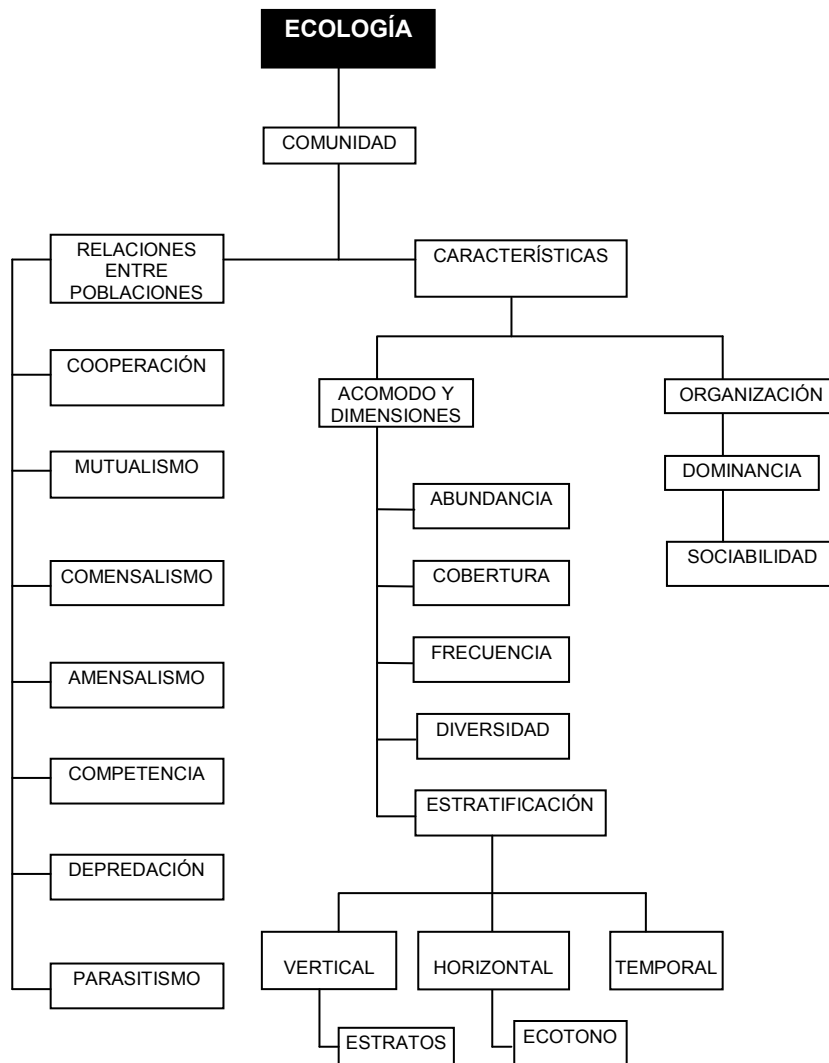 ECOLOGÍA
COMUNIDAD
RELACIONES
ENTRE
POBLACIONES
CARACTERÍSTICAS
COOPERACIÓN
ACOMODO Y
DIMENSIONES
ORGANIZACIÓN
MUTUALISMO
DOMINANCIA
ABUNDANCIA
SOCIABILIDAD
COMENSALISMO
COBERTURA
FRECUENCIA
AMENSALISMO
DIVERSIDAD
COMPETENCIA
ESTRATIFICACIÓN
DEPREDACIÓN
VERTICAL
HORIZONTAL
TEMPORAL
PARASITISMO
ESTRATOS
ECOTONO